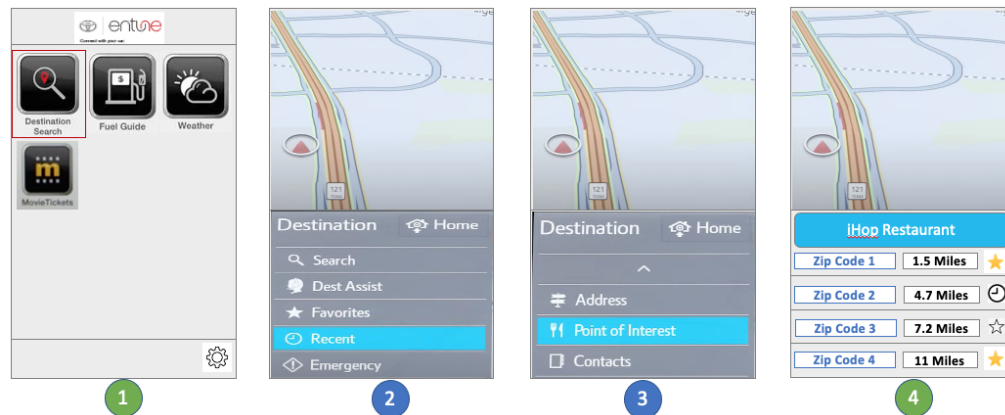 entune
Connect with your van
Destination
Search
Fuel Guide
Weather
m
MovieTickets
1
121
Destination
Home
Search
Dest Assist
Favorites
Recent
Emergency
2
121
Destination
Home
Address
Point of Interest
Contacts
3
121
iHop Restaurant
Zip Code 1 1.5 Miles
Zip Code 2 4.7 Miles
Zip Code 3 7.2 Miles
Zip Code 4 11 Miles
4